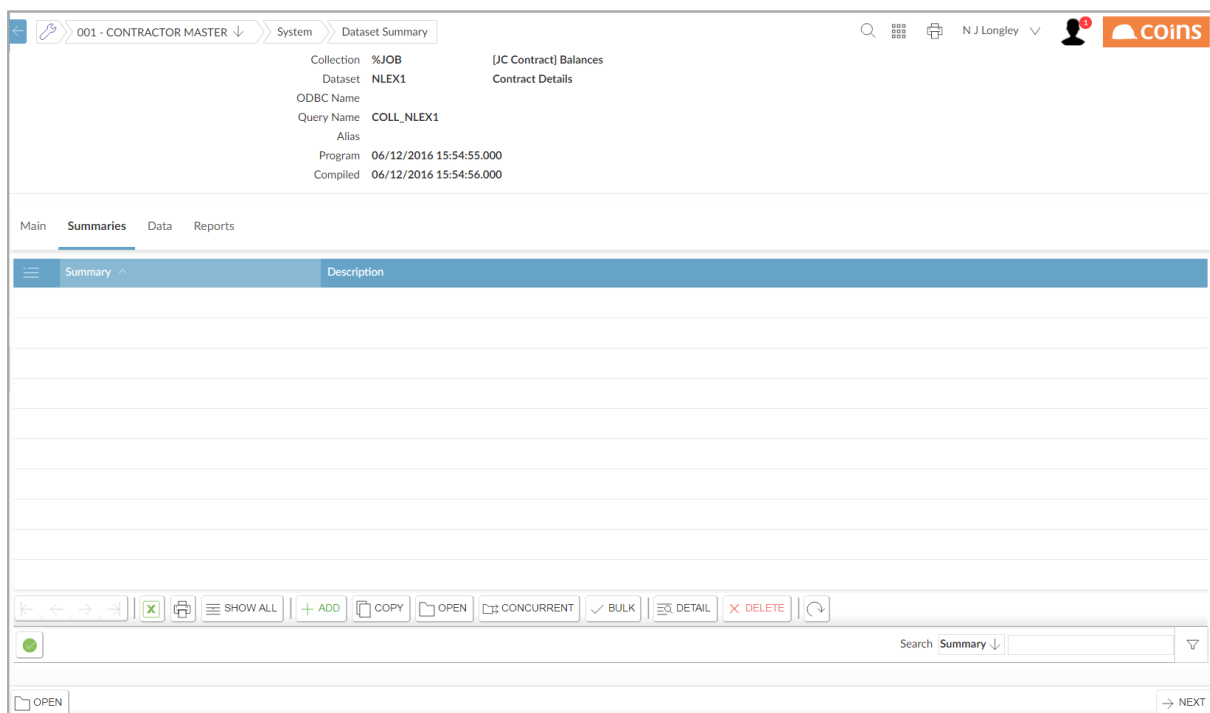 001 - CONTRACTOR MASTER System Dataset Summary N J Longley 1 coins
Collection %JOB [JC Contract] Balances
Dataset NLEX1 Contract Details
ODBC Name
Query Name COLL_NLEX1
Alias
Program 06/12/2016 15:54:55.000
Compiled 06/12/2016 15:54:56.000
Main Summaries Data Reports
Summary Description
SHOW ALL ADD COPY OPEN CONCURRENT BULK DETAIL DELETE
Search Summary
OPEN NEXT